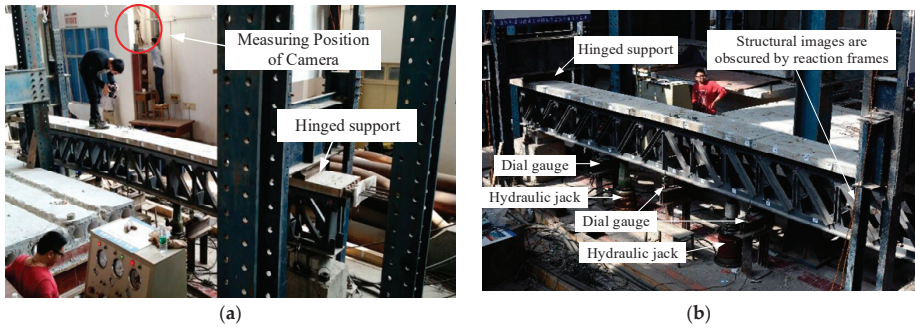 Measuring Position
of Camera
Hinged support
(a)
Hinged support
Structural images are
obscured by reaction frames
Dial gauge
Hydraulic jack
Dial gauge
Hydraulic jack
(b)